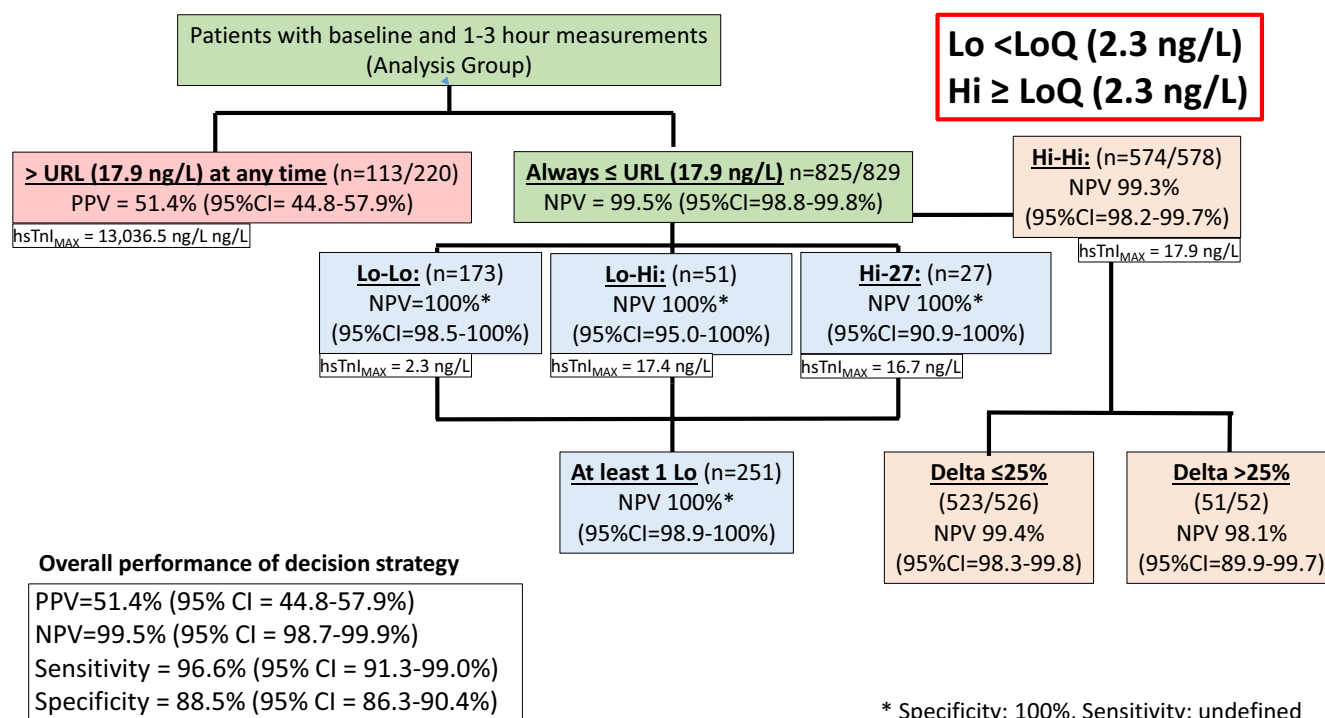 Patients with baseline and 1-3 hour measurements
(Analysis Group)
Lo <LoQ (2.3 ng/L)
Hi ≥ LoQ (2.3 ng/L)
> URL (17.9 ng/L) at any time (n=113/220)
PPV = 51.4% (95%CI= 44.8-57.9%)
hsTnIMAX = 13,036.5 ng/L ng/L
Always ≤ URL (17.9 ng/L) n=825/829
NPV = 99.5% (95%CI=98.8-99.8%)
Hi-Hi: (n=574/578)
NPV 99.3%
(95%CI=98.2-99.7%)
hsTnIMAX = 17.9 ng/L
Lo-Lo: (n=173)
NPV=100%*
(95%CI=98.5-100%)
hsTnIMAX = 2.3 ng/L
Lo-Hi: (n=51)
NPV 100%*
(95%CI=95.0-100%)
hsTnIMAX = 17.4 ng/L
Hi-27: (n=27)
NPV 100%*
(95%CI=90.9-100%)
hsTnIMAX = 16.7 ng/L
At least 1 Lo (n=251)
NPV 100%*
(95%CI=98.9-100%)
Delta ≤25%
(523/526)
NPV 99.4%
(95%CI=98.3-99.8)
Delta >25%
(51/52)
NPV 98.1%
(95%CI=89.9-99.7)
Overall performance of decision strategy
PPV=51.4% (95% CI = 44.8-57.9%)
NPV=99.5% (95% CI = 98.7-99.9%)
Sensitivity = 96.6% (95% CI = 91.3-99.0%)
Specificity = 88.5% (95% CI = 86.3-90.4%)
* Specificity: 100%, Sensitivity: undefined